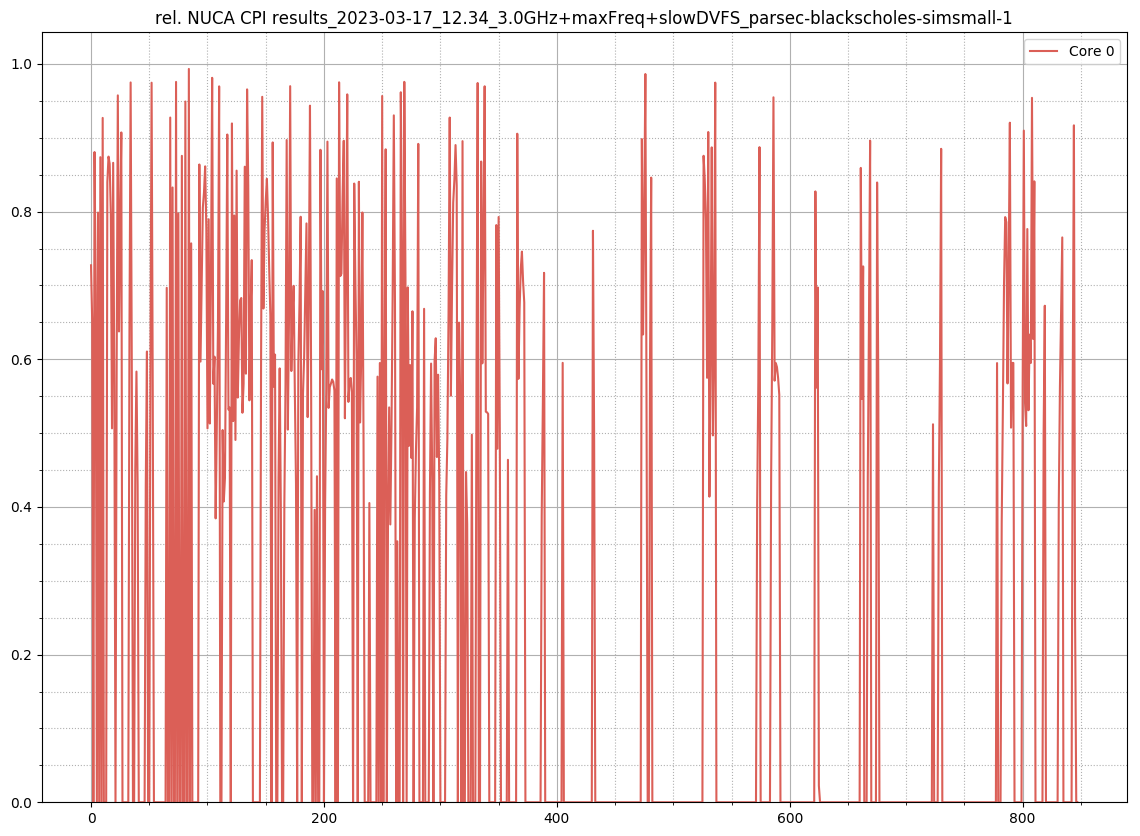 rel. NUCA CPI results_2023-03-17_12.34_3.0GHz+maxFreq+slowDVFS_parsec-blackscholes-simsmall-1
Core 0
1.0
0.8
0.6
0.4
0.2
0.0
0 200 400 600 800